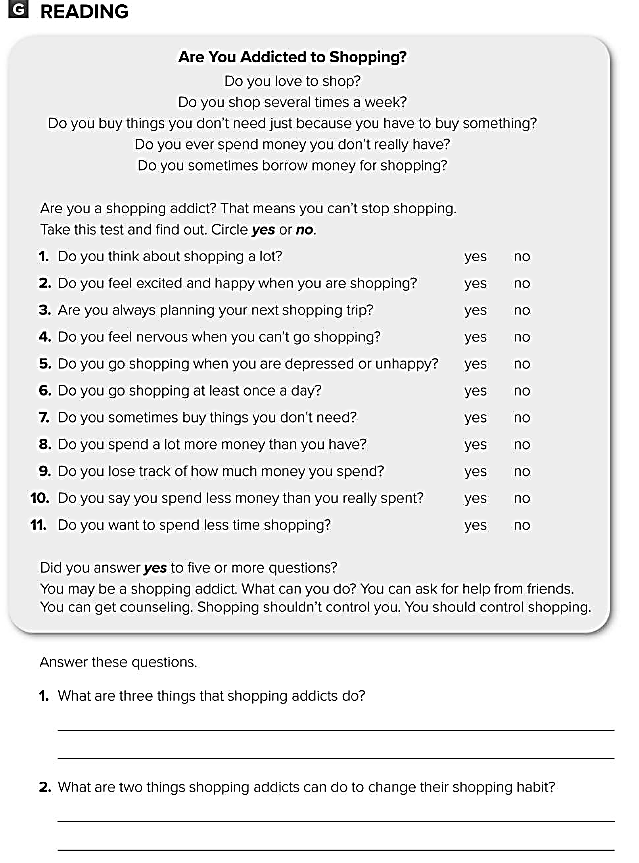 G READING
Are You Addicted to Shopping?
Do you love to shop?
Do you shop several times a week?
Do you buy things you don't need just because you have to buy something?
Do you ever spend money you don't really have?
Do you sometimes borrow money for shopping?
Are you a shopping addict? That means you can't stop shopping.
Take this test and find out. Circle yes or no.
1. Do you think about shopping a lot? yes no
2. Do you feel excited and happy when you are shopping? yes no
3. Are you always planning your next shopping trip? yes no
4. Do you feel nervous when you can't go shopping? yes no
5. Do you go shopping when you are depressed or unhappy? yes no
6. Do you go shopping at least once a day? yes no
7. Do you sometimes buy things you don't need? yes no
8. Do you spend a lot more money than you have? yes no
9. Do you lose track of how much money you spend? yes no
10. Do you say you spend less money than you really spent? yes no
11. Do you want to spend less time shopping? yes no
Did you answer yes to five or more questions?
You may be a shopping addict. What can you do? You can ask for help from friends.
You can get counseling. Shopping shouldn't control you. You should control shopping.
Answer these questions.
1. What are three things that shopping addicts do?
2. What are two things shopping addicts can do to change their shopping habit?